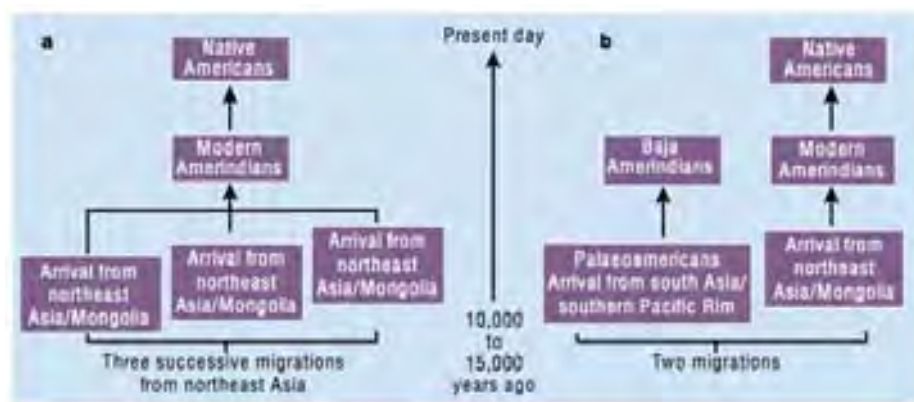 a
Native
Americans
Modern
Amerindians
Arrival from
northeast
Asia/Mongolia
Arrival from
northeast
Asia/Mongolia
Arrival from
northeast
Asia/Mongolia
Three successive migrations
from northeast Asia
Present day
10,000
to
15,000
years ago
b
Native
Americans
Baja
Amerindians
Modern
Amerindians
Palaeoamericans
Arrival from south Asia/
southern Pacific Rim
Arrival from
northeast
Asia/Mongolia
Two migrations